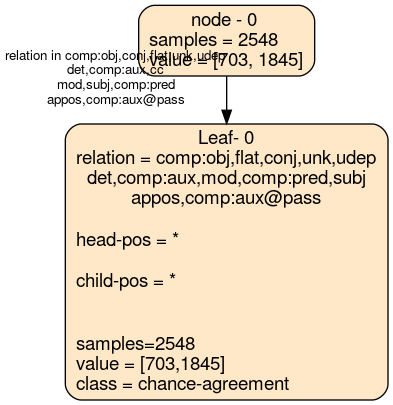 node - 0
samples = 2548
value = [703, 1845]
relation in comp:obj,conj,flat,unk,udep
det,comp:aux,cc
mod,subj,comp:pred
appos,comp:aux@pass
Leaf- 0
relation = comp:obj,flat,conj,unk,udep
det,comp:aux,mod,comp:pred,subj
appos,comp:aux@pass
head-pos = *
child-pos = *
samples=2548
value = [703,1845]
class = chance-agreement